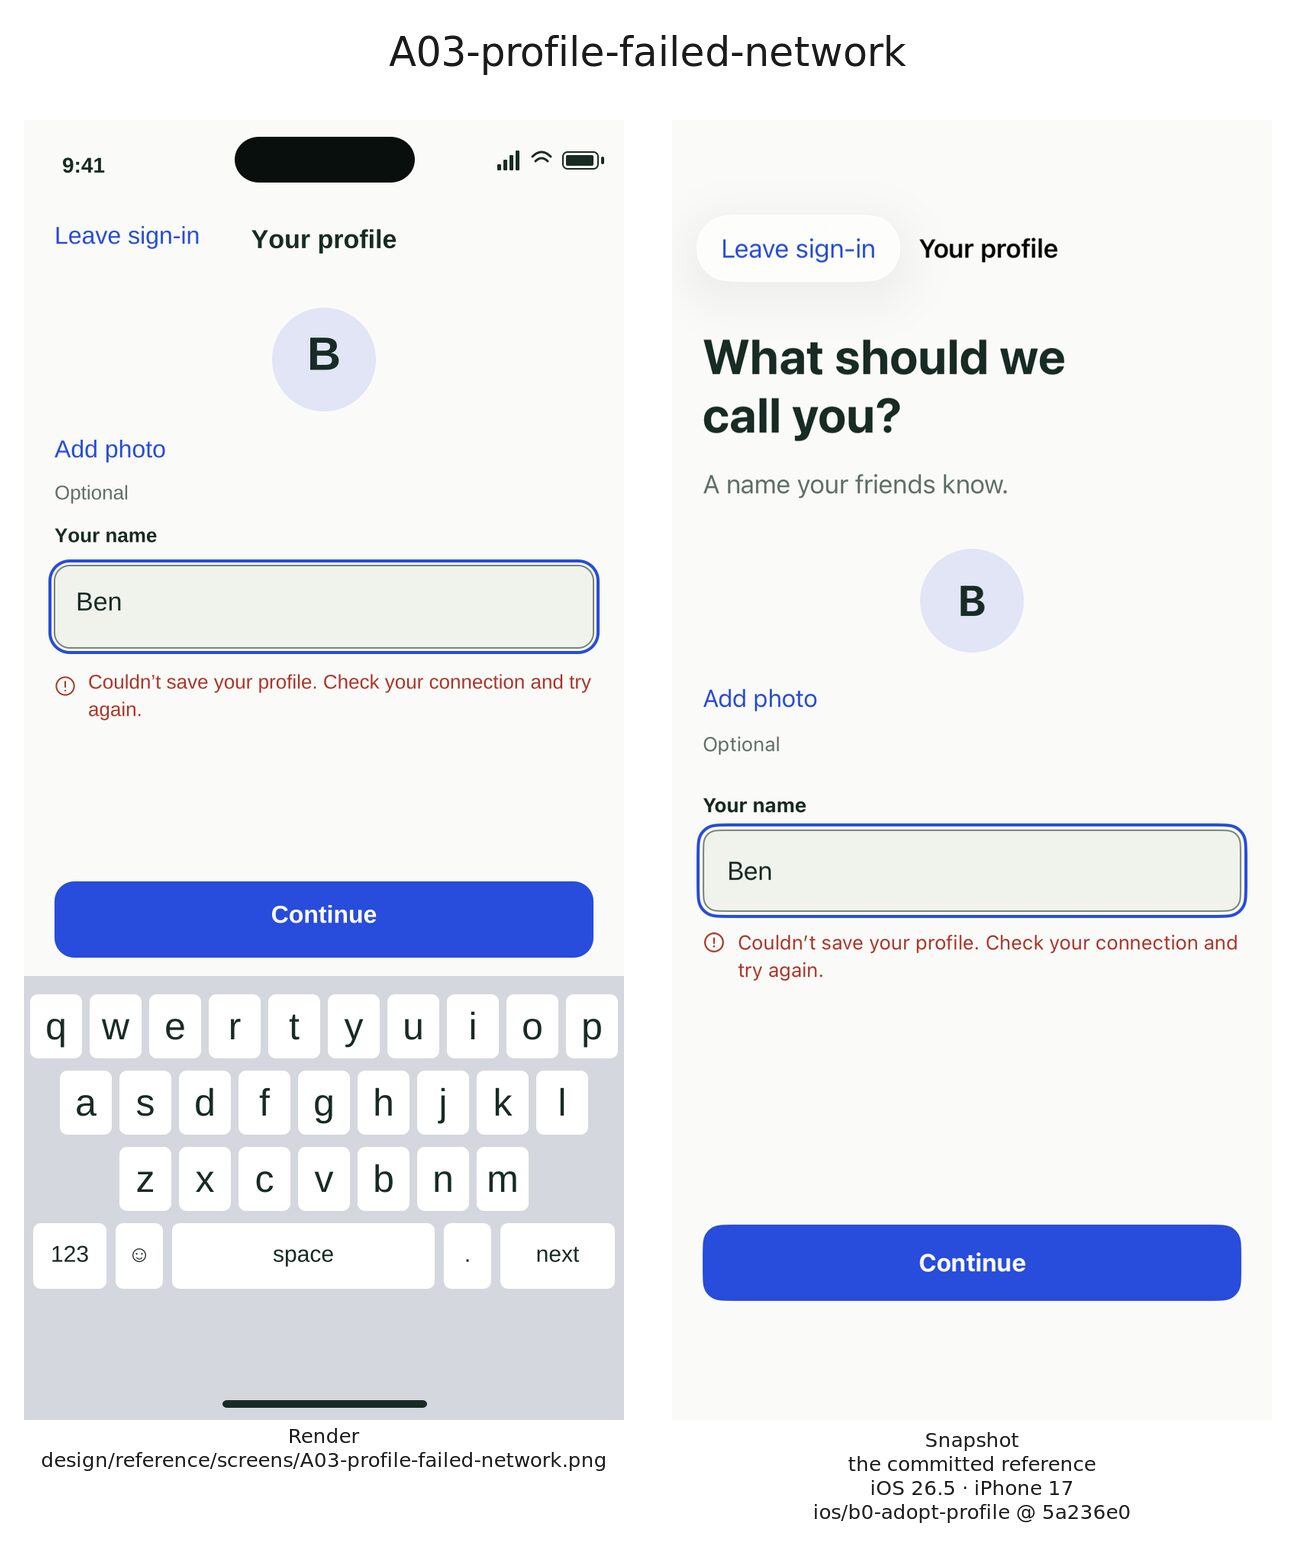 A03-profile-failed-network
9:41
Leave sign-in
Your profile
B
Add photo
Optional
Your name
Ben
Couldn’t save your profile. Check your connection and try
again.
Continue
q w e r t y u i o p
a s d f g h j k l
z x c v b n m
123 ☺ space . next
Render
design/reference/screens/A03-profile-failed-network.png
Leave sign-in
Your profile
What should we
call you?
A name your friends know.
B
Add photo
Optional
Your name
Ben
Couldn’t save your profile. Check your connection and
try again.
Continue
Snapshot
the committed reference
iOS 26.5 · iPhone 17
ios/b0-adopt-profile @ 5a236e0